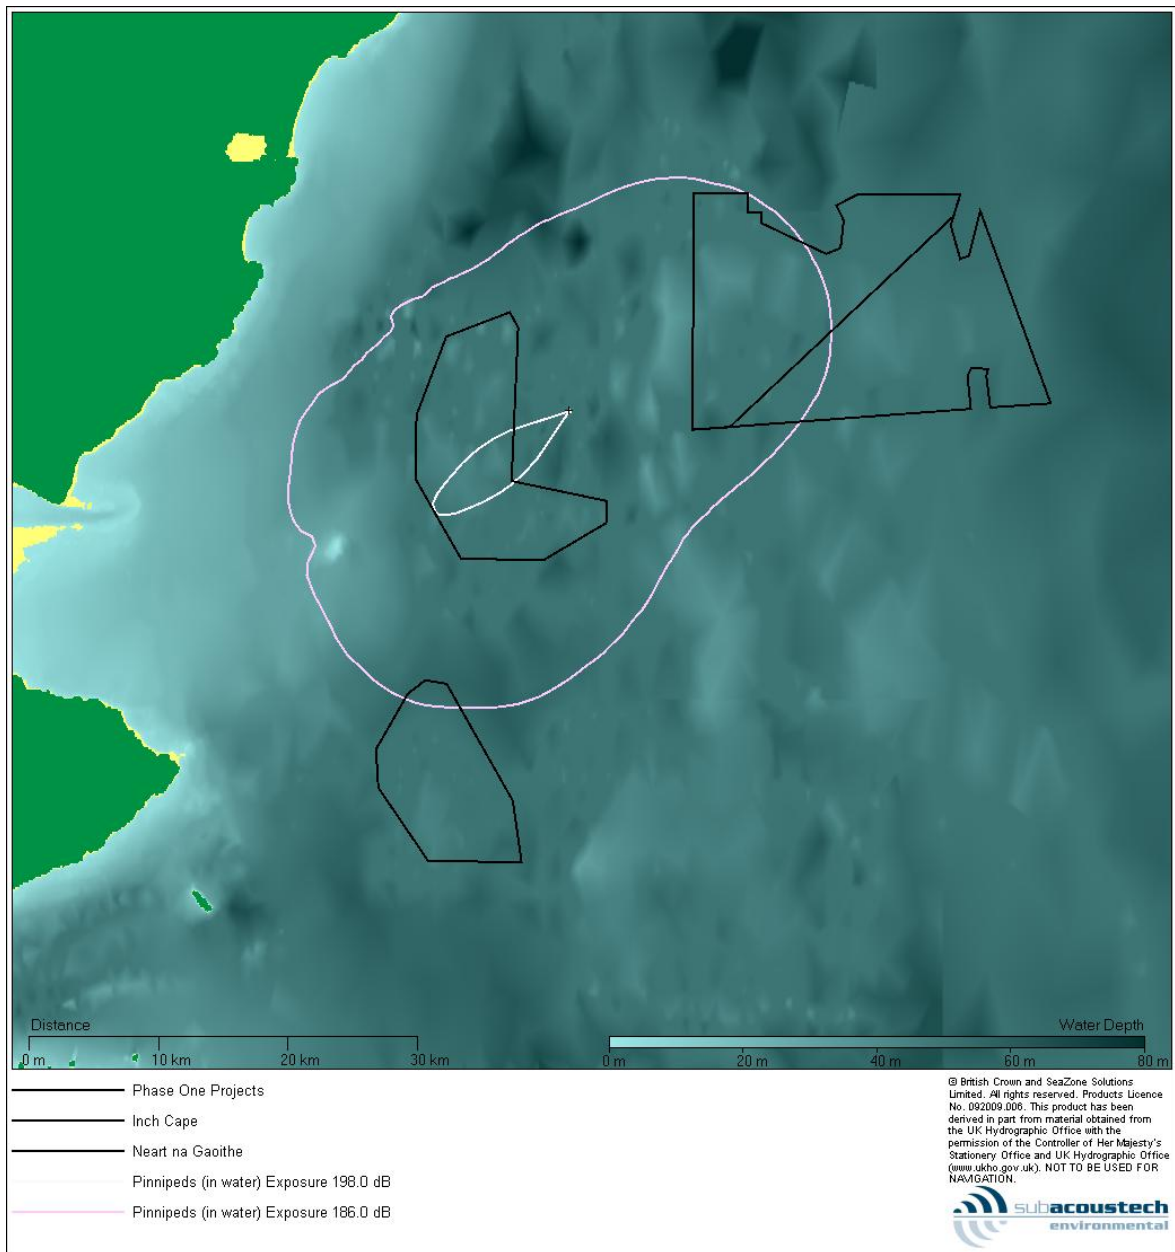 Distance
0 m 10 km 20 km 30 km
Water Depth
0 m 20 m 40 m 60 m 80 m
Phase One Projects
Inch Cape
Neart na Gaoithe
Pinnipeds (in water) Exposure 198.0 dB
Pinnipeds (in water) Exposure 186.0 dB
© British Crown and SeaZone Solutions
Limited. All rights reserved. Products Licence
No. 092009.006. This product has been
derived in part from material obtained from
the UK Hydrographic Office with the
permission of the Controller of Her Majesty's
Stationery Office and UK Hydrographic Office
(www.ukho.gov.uk). NOT TO BE USED FOR
NAVIGATION.
subacoustech
environmental